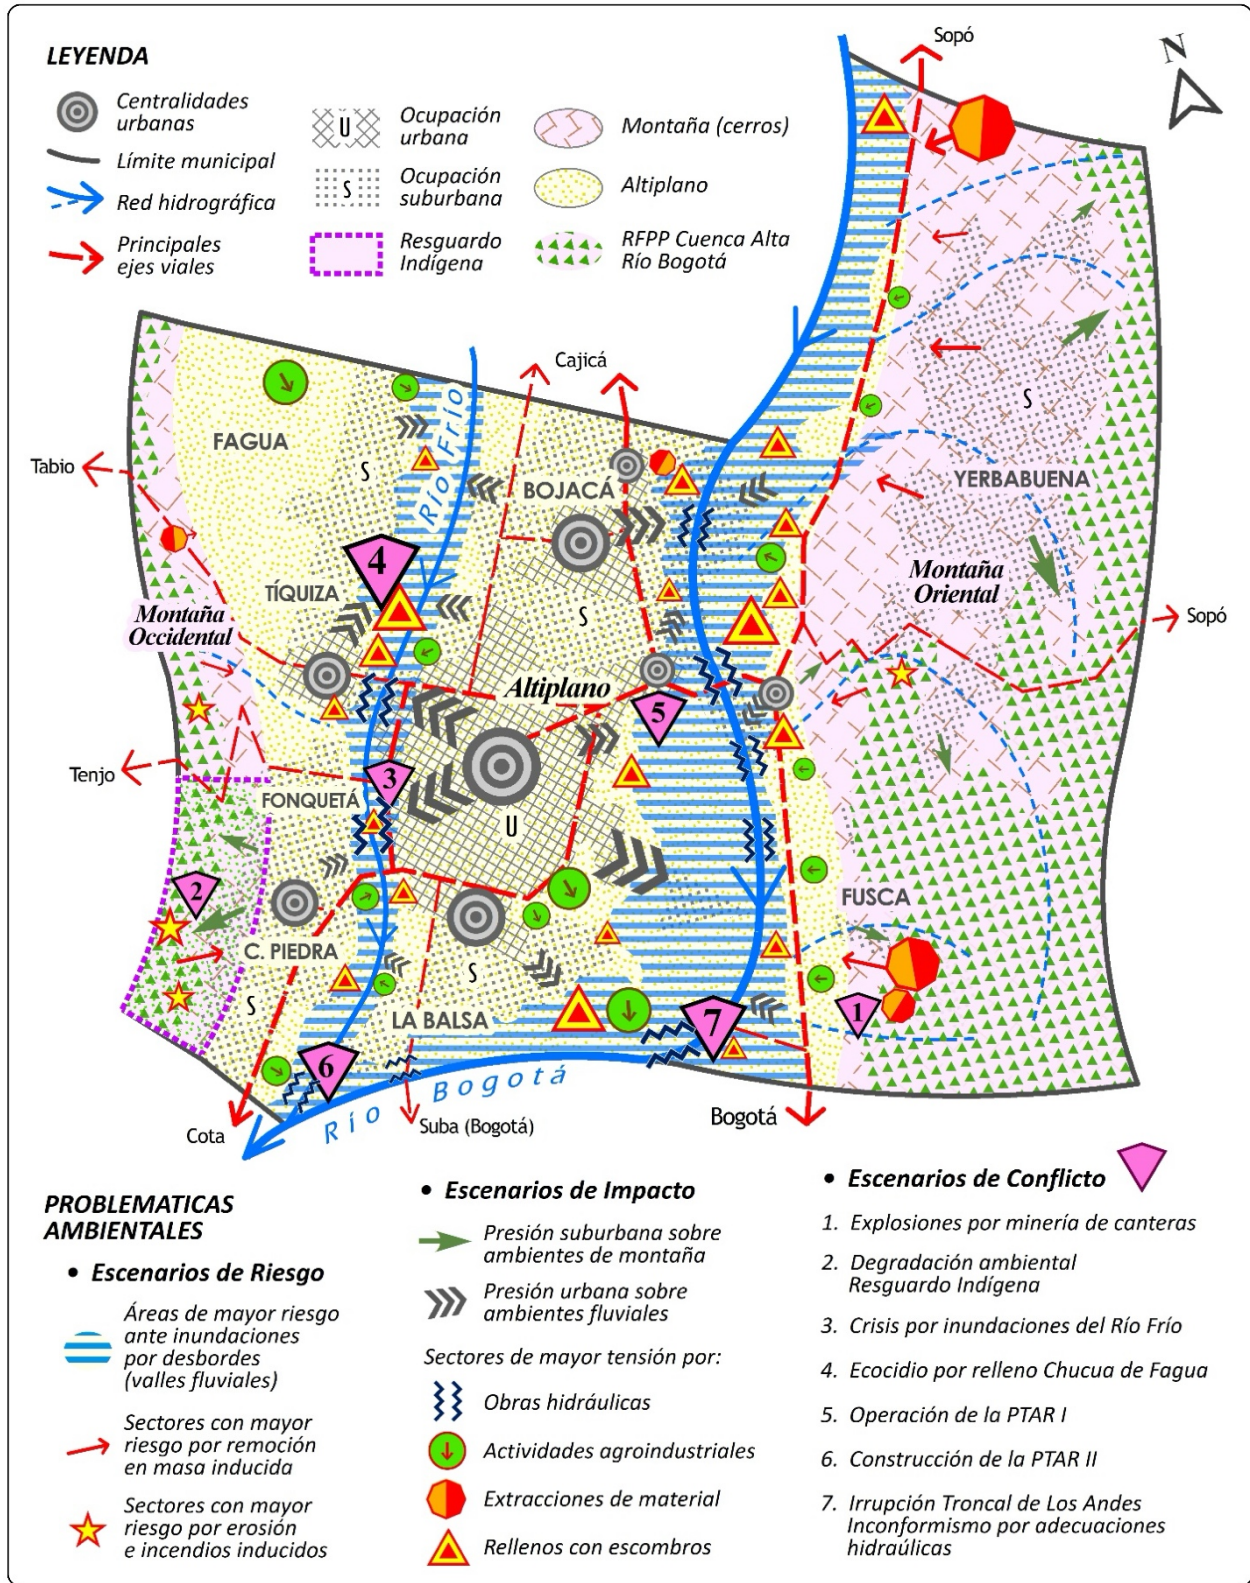 LEYENDA
Centralidades
urbanas
Límite municipal
Red hidrográfica
Principales
ejes viales
U
Ocupación
urbana
S
Ocupación
suburbana
Resguardo
Indígena
Montaña (cerros)
Altiplano
RFPP Cuenca Alta
Río Bogotá
N
Sopó
Cajicá
Río Frío
FAGUA
S
Tabio
BOJACÁ
S
YERBABUENA
4
TÍQUIZA
Montaña
Occidental
S
Montaña
Oriental
Sopó
Altiplano
5
Tenjo
3
FONQUETÁ
U
2
FUSCA
C. PIEDRA
S
S
LA BALSA
7
1
6
Río Bogotá
Cota
Suba (Bogotá)
Bogotá
PROBLEMATICAS
AMBIENTALES
• Escenarios de Riesgo
Áreas de mayor riesgo
ante inundaciones
por desbordes
(valles fluviales)
Sectores con mayor
riesgo por remoción
en masa inducida
Sectores con mayor
riesgo por erosión
e incendios inducidos
• Escenarios de Impacto
Presión suburbana sobre
ambientes de montaña
Presión urbana sobre
ambientes fluviales
Sectores de mayor tensión por:
Obras hidráulicas
Actividades agroindustriales
Extracciones de material
Rellenos con escombros
• Escenarios de Conflicto
1. Explosiones por minería de canteras
2. Degradación ambiental
Resguardo Indígena
3. Crisis por inundaciones del Río Frío
4. Ecocidio por relleno Chucua de Fagua
5. Operación de la PTAR I
6. Construcción de la PTAR II
7. Irrupción Troncal de Los Andes
Inconformismo por adecuaciones
hidraúlicas